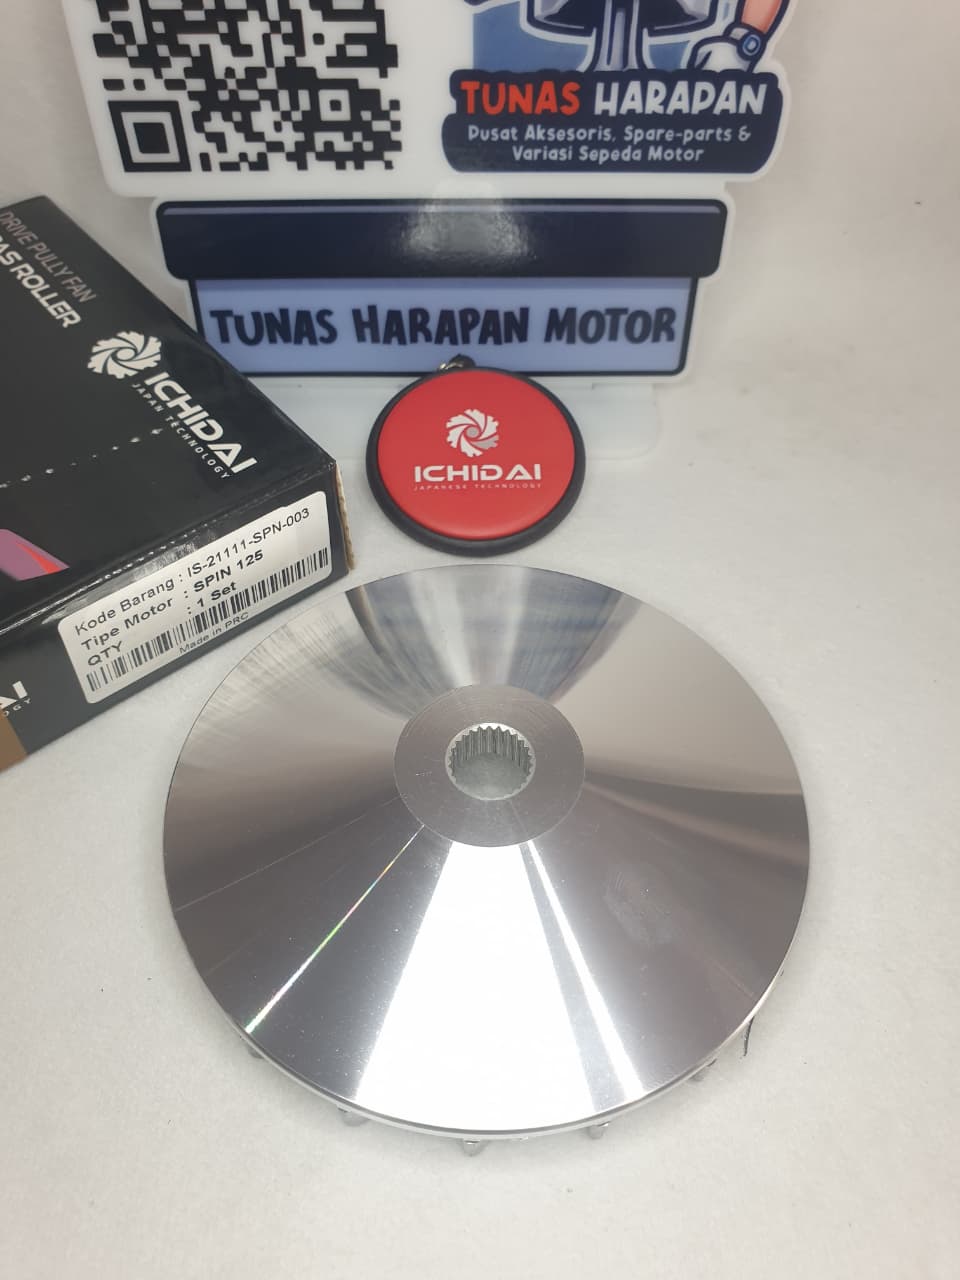 TUNAS HARAPAN
Pusat Aksesoris, Spare-parts &
Variasi Sepeda Motor
TUNAS HARAPAN MOTOR
DRIVE PULLY FAN
ROLLER
ICHIDAI
JAPAN TECHNOLOGY
Kode Barang : IS-21111-SPN-003
Tipe Motor : SPIN 125
QTY : 1 Set
Made in PRC
ICHIDAI
JAPANESE TECHNOLOGY